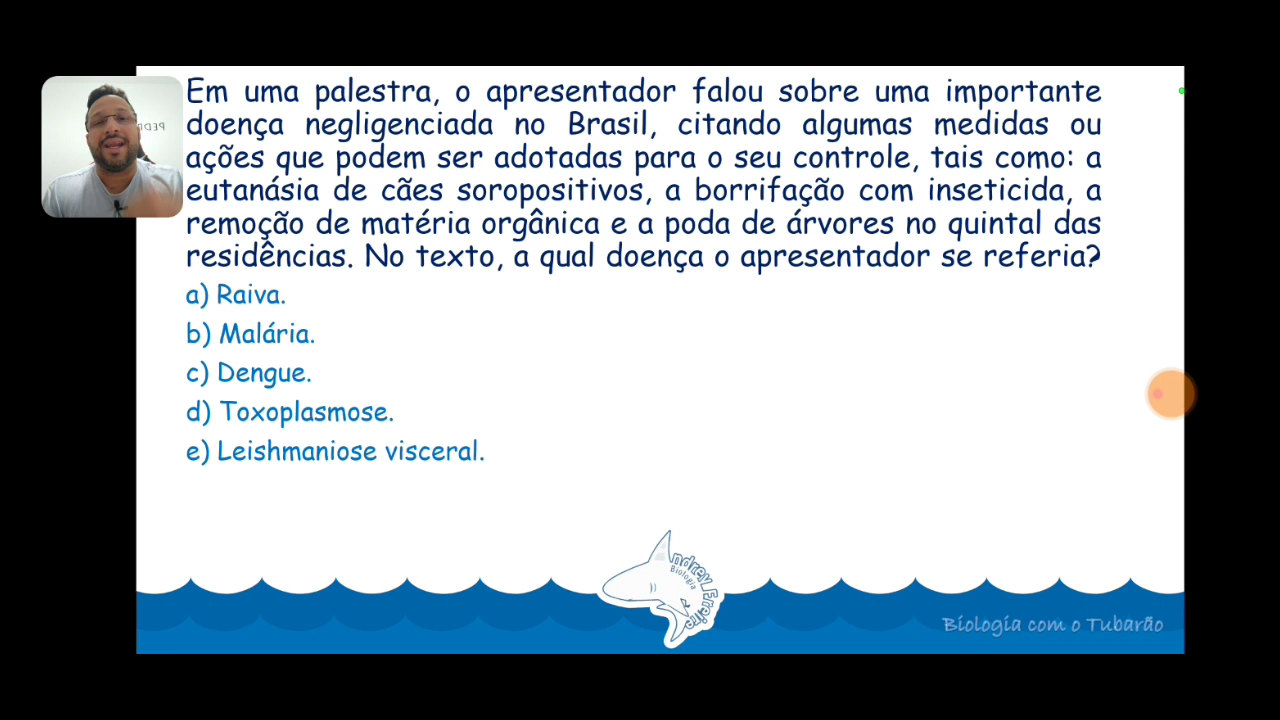 Em uma palestra, o apresentador falou sobre uma importante
doença negligenciada no Brasil, citando algumas medidas ou
ações que podem ser adotadas para o seu controle, tais como: a
eutanásia de cães soropositivos, a borrifação com inseticida, a
remoção de matéria orgânica e a poda de árvores no quintal das
residências. No texto, a qual doença o apresentador se referia?
a) Raiva.
b) Malária.
c) Dengue.
d) Toxoplasmose.
e) Leishmaniose visceral.
Biologia
Biologia com o Tubarão